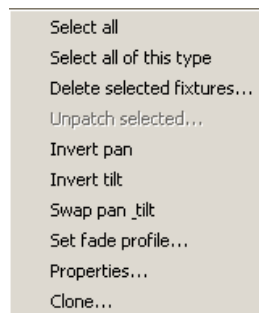 Select all
Select all of this type
Delete selected fixtures...
Unpatch selected...
Invert pan
Invert tilt
Swap pan _tilt
Set fade profile...
Properties...
Clone...